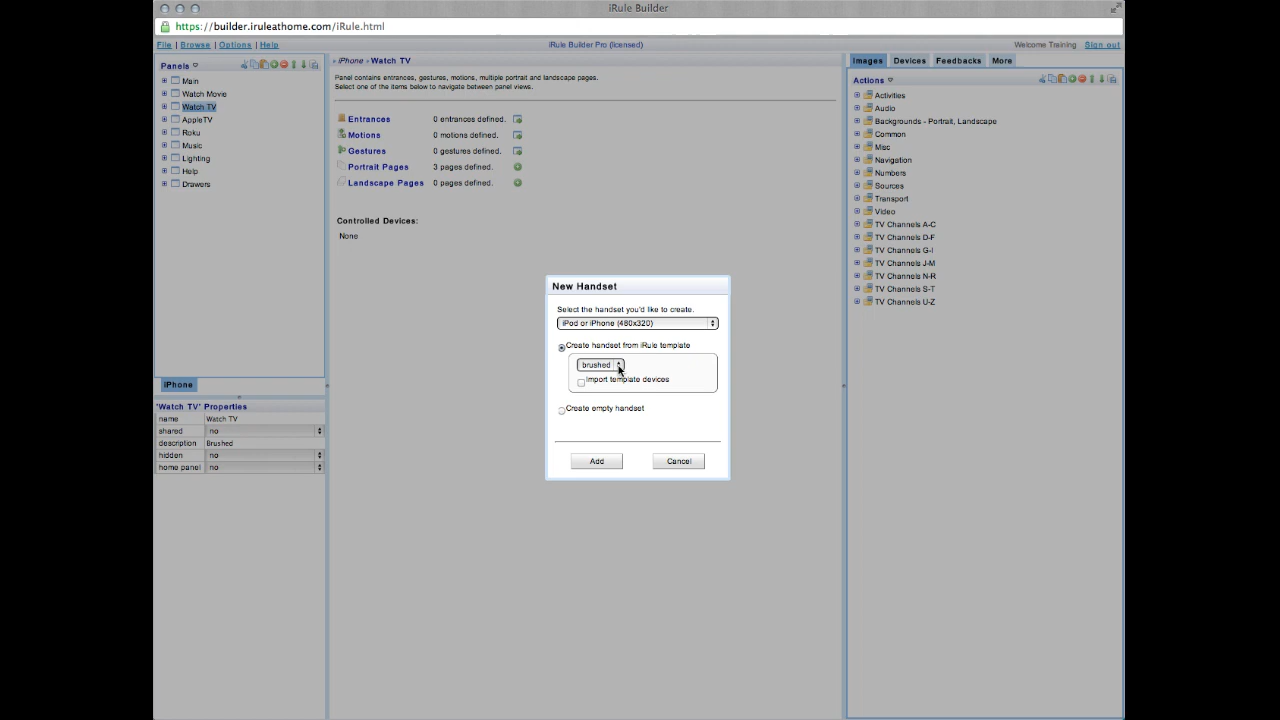 iRule Builder
https://builder.iruleathome.com/iRule.html
File | Browse | Options | Help
iRule Builder Pro (licensed)
Welcome Training
Sign out
Panels
Main
Watch Movie
Watch TV
AppleTV
Roku
Music
Lighting
Help
Drawers
iPhone
'Watch TV' Properties
name Watch TV
shared no
description Brushed
hidden no
home panel no
» iPhone » Watch TV
Panel contains entrances, gestures, motions, multiple portrait and landscape pages.
Select one of the items below to navigate between panel views.
Entrances 0 entrances defined.
Motions 0 motions defined.
Gestures 0 gestures defined.
Portrait Pages 3 pages defined.
Landscape Pages 0 pages defined.
Controlled Devices:
None
New Handset
Select the handset you'd like to create.
iPod or iPhone (480x320)
Create handset from iRule template
brushed
Import template devices
Create empty handset
Add Cancel
Images Devices Feedbacks More
Actions
Activities
Audio
Backgrounds - Portrait, Landscape
Common
Misc
Navigation
Numbers
Sources
Transport
Video
TV Channels A-C
TV Channels D-F
TV Channels G-I
TV Channels J-M
TV Channels N-R
TV Channels S-T
TV Channels U-Z